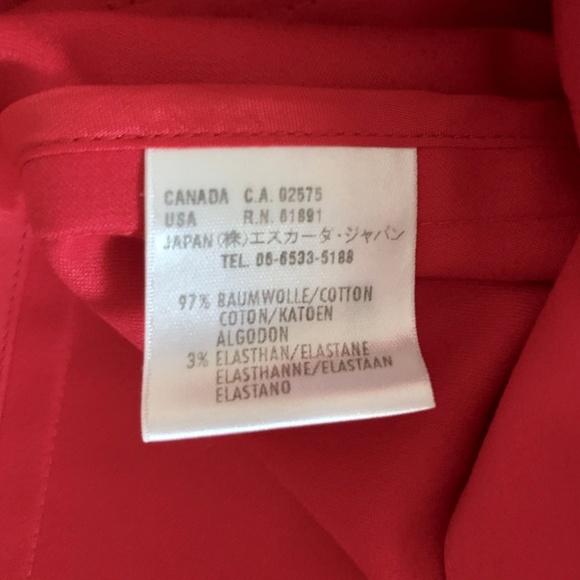 CANADA C.A. 02575
USA R.N. 61891
JAPAN (株)エスカーダ・ジャパン
TEL. 06-6533-5188
97% BAUMWOLLE/COTTON
COTON/KATOEN
ALGODON
3% ELASTHAN/ELASTANE
ELASTHANNE/ELASTAAN
ELASTANO